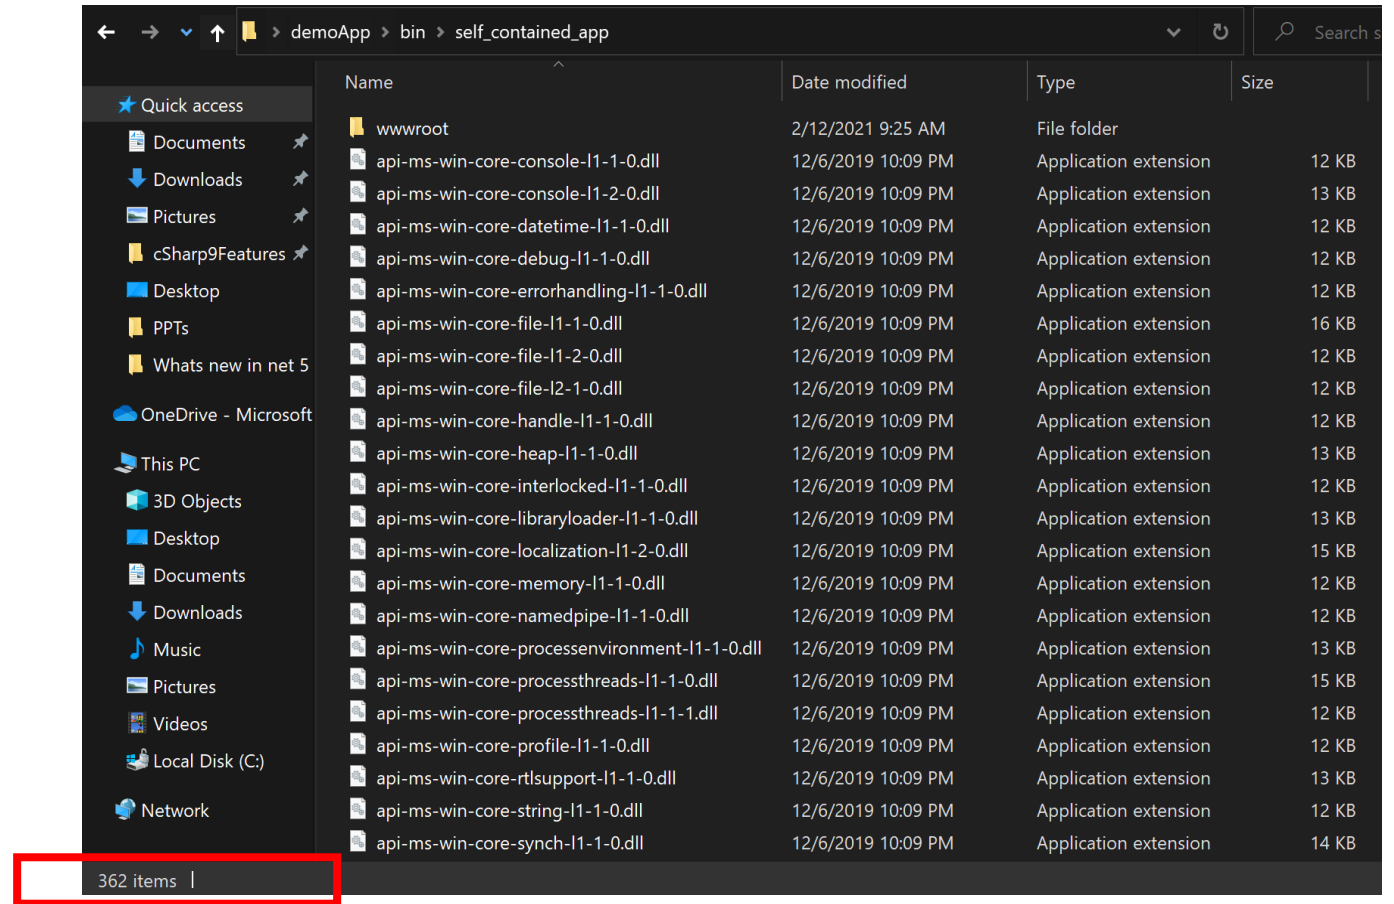 demoApp > bin > self_contained_app
Search s
Name Date modified Type Size
Quick access
Documents
Downloads
Pictures
cSharp9Features
Desktop
PPTs
Whats new in net 5
OneDrive - Microsoft
This PC
3D Objects
Desktop
Documents
Downloads
Music
Pictures
Videos
Local Disk (C:)
Network
wwwroot 2/12/2021 9:25 AM File folder
api-ms-win-core-console-l1-1-0.dll 12/6/2019 10:09 PM Application extension 12 KB
api-ms-win-core-console-l1-2-0.dll 12/6/2019 10:09 PM Application extension 13 KB
api-ms-win-core-datetime-l1-1-0.dll 12/6/2019 10:09 PM Application extension 12 KB
api-ms-win-core-debug-l1-1-0.dll 12/6/2019 10:09 PM Application extension 12 KB
api-ms-win-core-errorhandling-l1-1-0.dll 12/6/2019 10:09 PM Application extension 12 KB
api-ms-win-core-file-l1-1-0.dll 12/6/2019 10:09 PM Application extension 16 KB
api-ms-win-core-file-l1-2-0.dll 12/6/2019 10:09 PM Application extension 12 KB
api-ms-win-core-file-l2-1-0.dll 12/6/2019 10:09 PM Application extension 12 KB
api-ms-win-core-handle-l1-1-0.dll 12/6/2019 10:09 PM Application extension 12 KB
api-ms-win-core-heap-l1-1-0.dll 12/6/2019 10:09 PM Application extension 13 KB
api-ms-win-core-interlocked-l1-1-0.dll 12/6/2019 10:09 PM Application extension 12 KB
api-ms-win-core-libraryloader-l1-1-0.dll 12/6/2019 10:09 PM Application extension 13 KB
api-ms-win-core-localization-l1-2-0.dll 12/6/2019 10:09 PM Application extension 15 KB
api-ms-win-core-memory-l1-1-0.dll 12/6/2019 10:09 PM Application extension 12 KB
api-ms-win-core-namedpipe-l1-1-0.dll 12/6/2019 10:09 PM Application extension 12 KB
api-ms-win-core-processenvironment-l1-1-0.dll 12/6/2019 10:09 PM Application extension 13 KB
api-ms-win-core-processthreads-l1-1-0.dll 12/6/2019 10:09 PM Application extension 15 KB
api-ms-win-core-processthreads-l1-1-1.dll 12/6/2019 10:09 PM Application extension 12 KB
api-ms-win-core-profile-l1-1-0.dll 12/6/2019 10:09 PM Application extension 12 KB
api-ms-win-core-rtlsupport-l1-1-0.dll 12/6/2019 10:09 PM Application extension 13 KB
api-ms-win-core-string-l1-1-0.dll 12/6/2019 10:09 PM Application extension 12 KB
api-ms-win-core-synch-l1-1-0.dll 12/6/2019 10:09 PM Application extension 14 KB
362 items